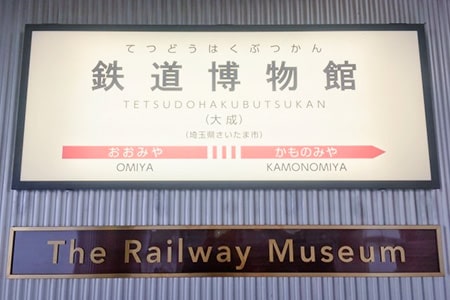 てつどうはくぶつかん
鉄道博物館
TETSUDOHAKUBUTSUKAN
(大成)
(埼玉県さいたま市)
おおみや かものみや
OMIYA KAMONOMIYA
The Railway Museum